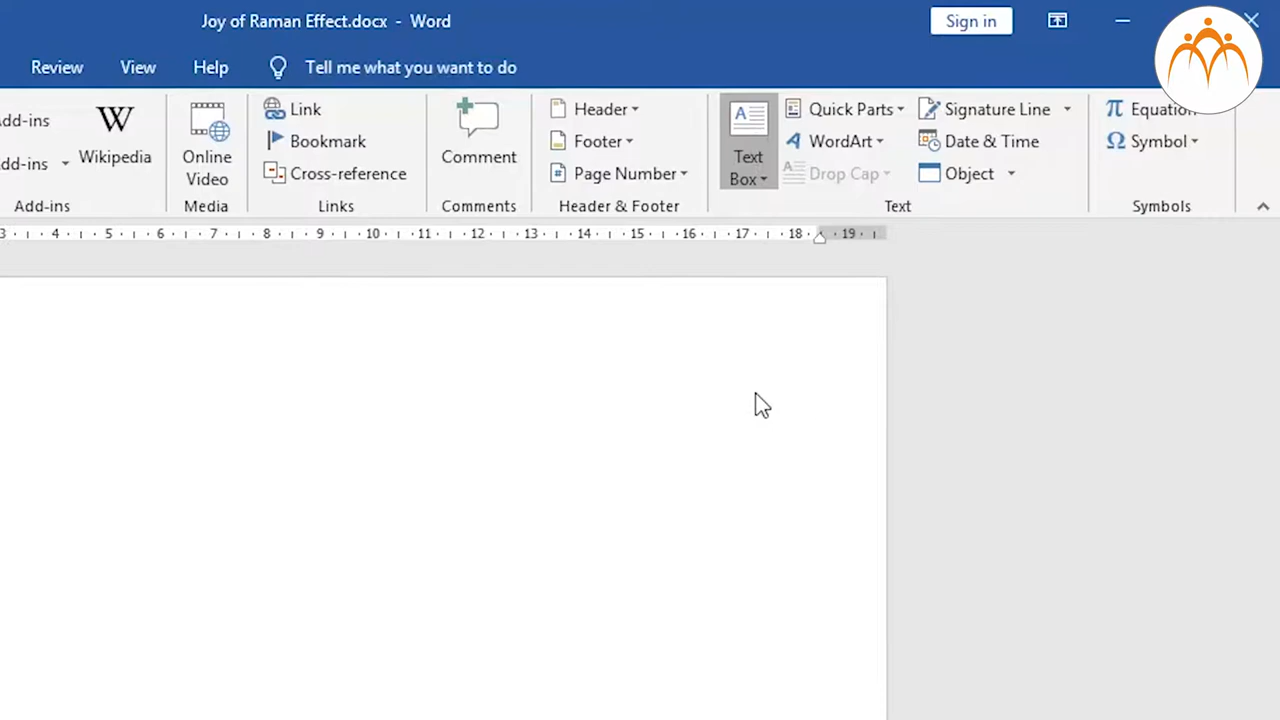 Joy of Raman Effect.docx - Word
Sign in
Review View Help Tell me what you want to do
dd-ins
dd-ins
Add-ins
W
Wikipedia
Online
Video
Media
Link
Bookmark
Cross-reference
Links
Comment
Comments
Header
Footer
# Page Number
Header & Footer
A
Text
Box
Quick Parts
A WordArt
A Drop Cap
Signature Line
Date & Time
Object
Text
π Equation
Ω Symbol
Symbols
3 4 5 6 7 8 9 10 11 12 13 14 15 16 17 18 19